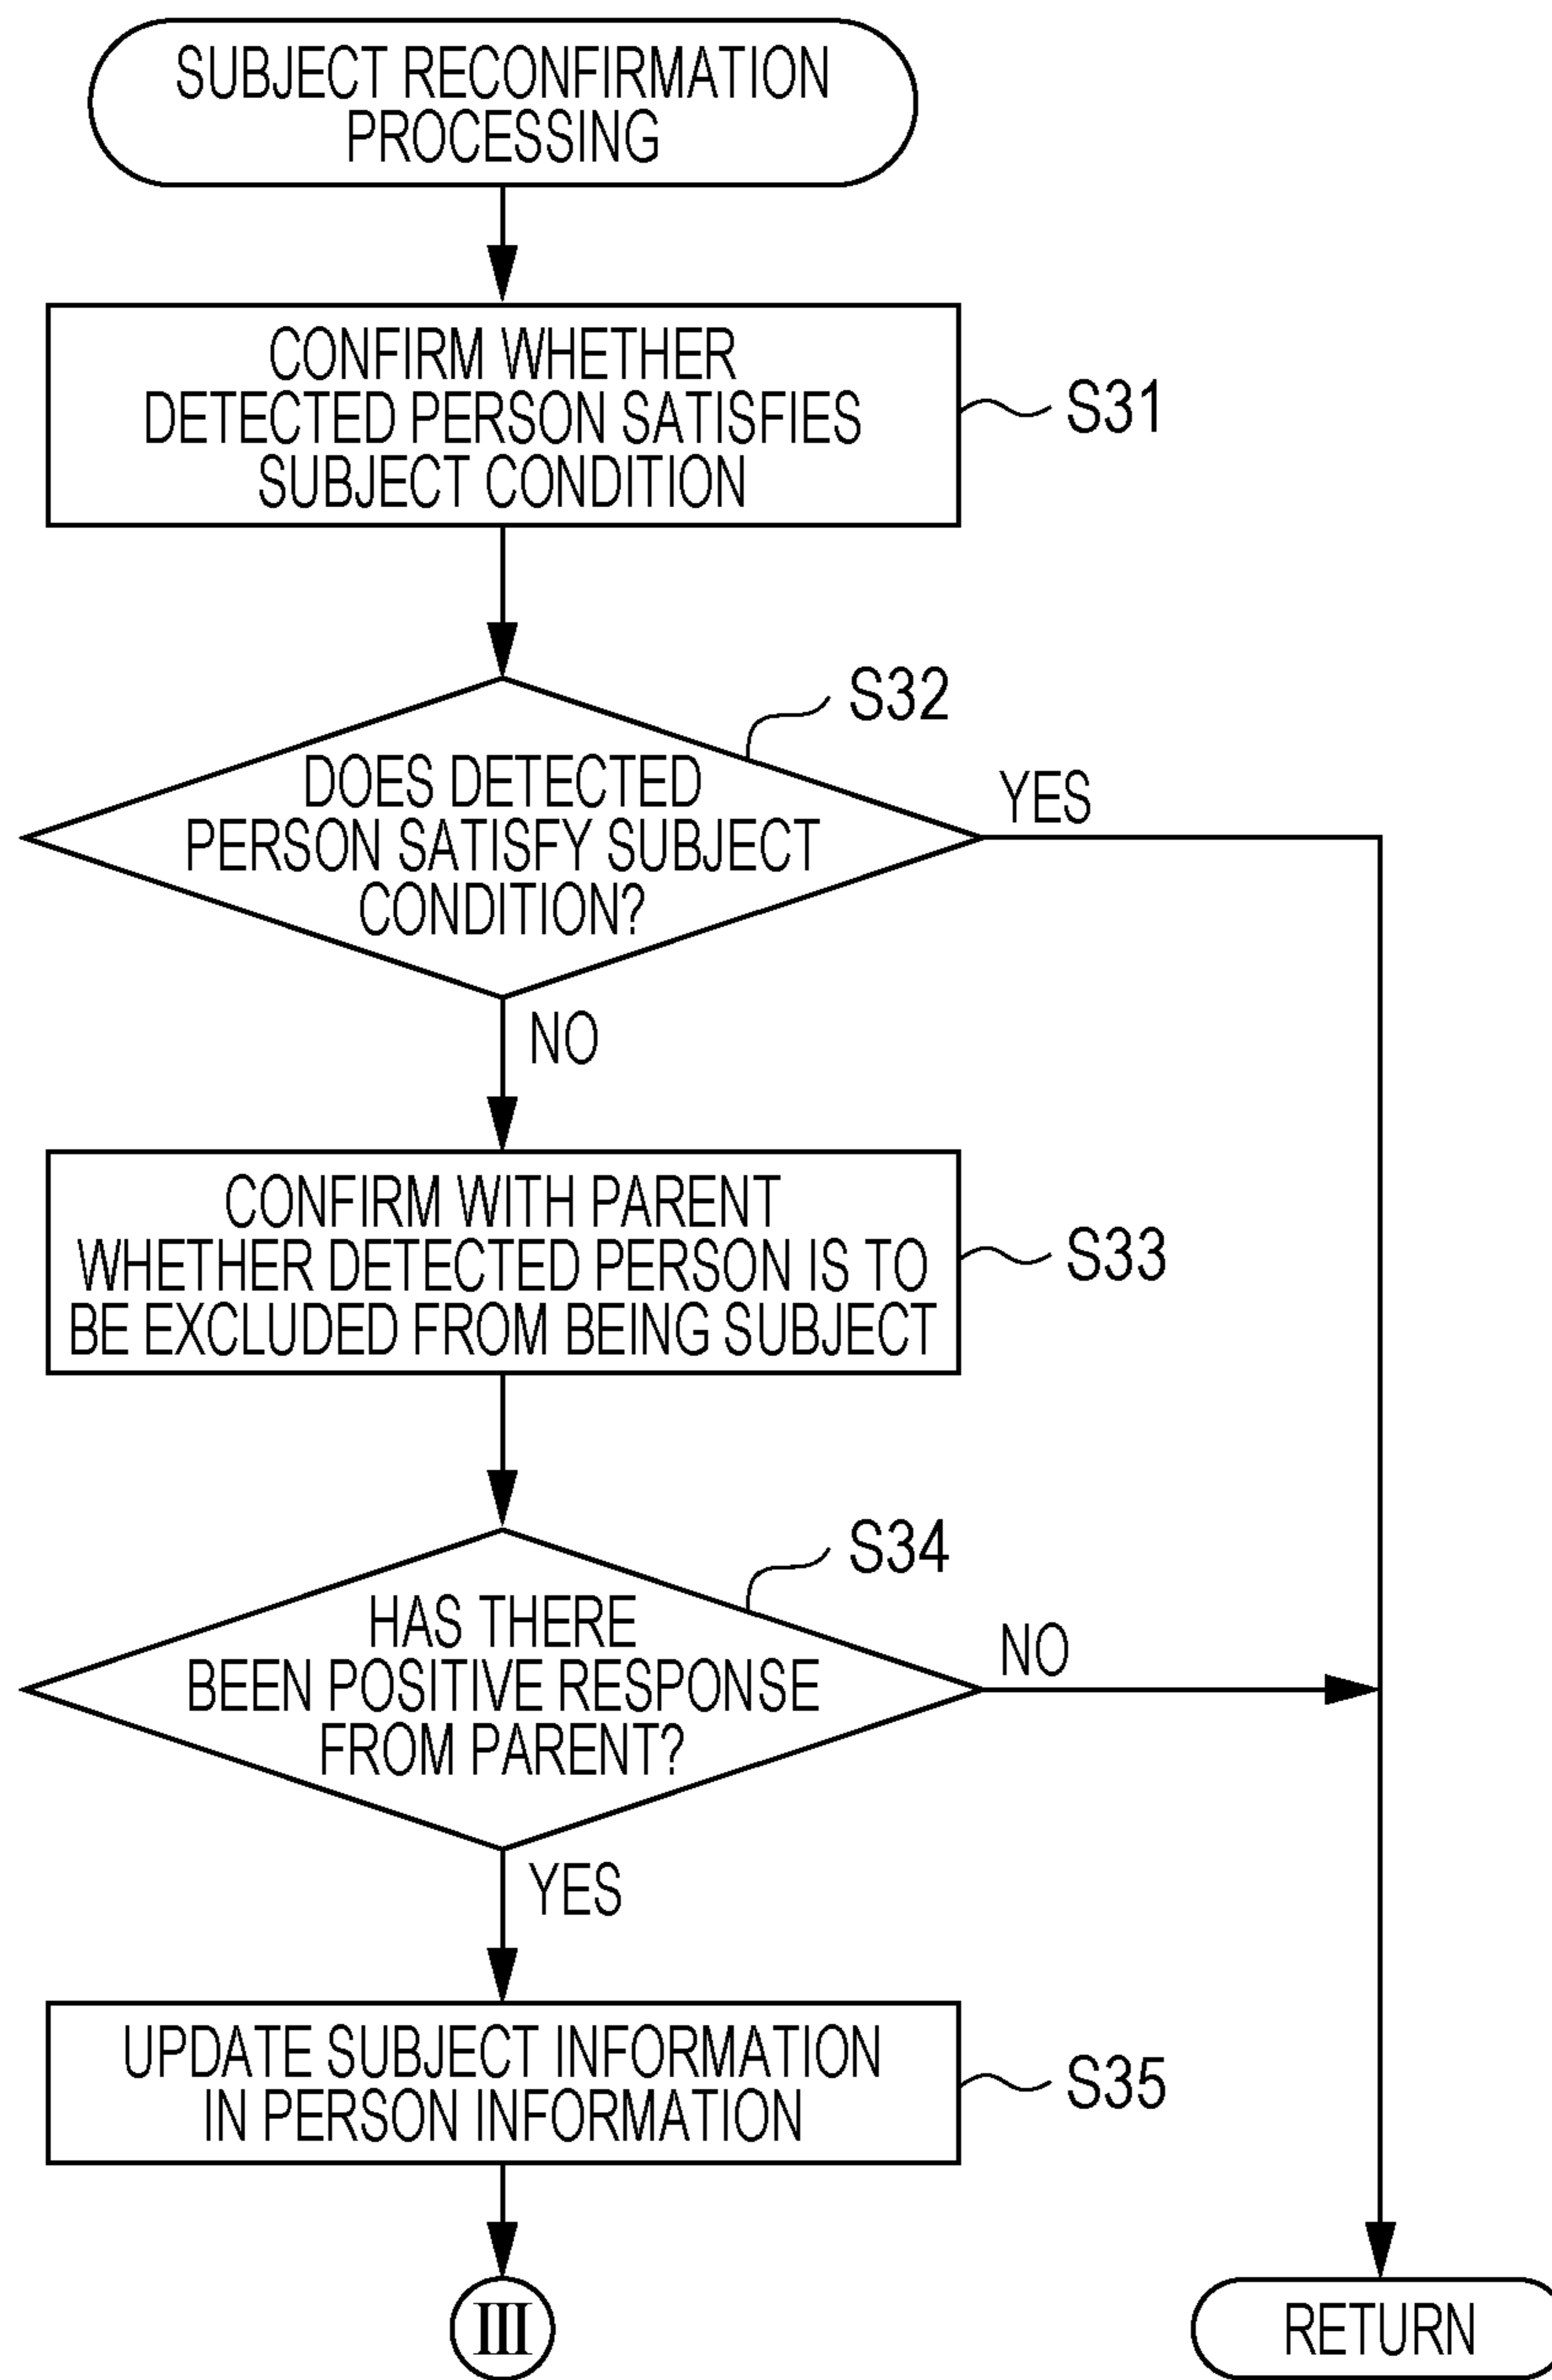 SUBJECT RECONFIRMATION
PROCESSING
CONFIRM WHETHER
DETECTED PERSON SATISFIES
SUBJECT CONDITION
S31
S32
DOES DETECTED
PERSON SATISFY SUBJECT
CONDITION?
YES
NO
CONFIRM WITH PARENT
WHETHER DETECTED PERSON IS TO
BE EXCLUDED FROM BEING SUBJECT
S33
S34
HAS THERE
BEEN POSITIVE RESPONSE
FROM PARENT?
NO
YES
UPDATE SUBJECT INFORMATION
IN PERSON INFORMATION
S35
III
RETURN